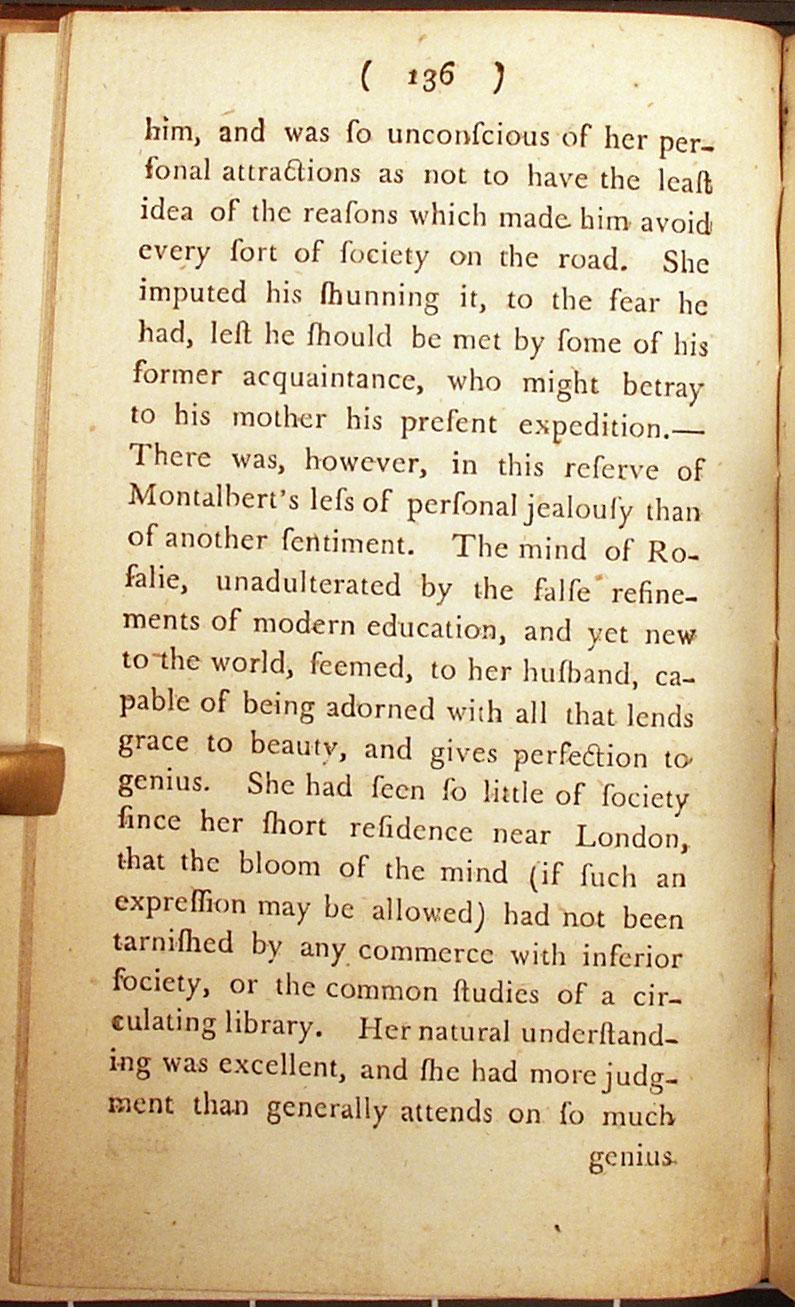 ( 136 )
him, and was ſo unconſcious of her per-
ſonal attractions as not to have the leaſt
idea of the reaſons which made him avoid
every ſort of ſociety on the road. She
imputed his ſhunning it, to the fear he
had, leſt he ſhould be met by ſome of his
former acquaintance, who might betray
to his mother his preſent expedition.—
There was, however, in this reſerve of
Montalbert's leſs of perſonal jealouſy than
of another ſentiment. The mind of Ro-
ſalie, unadulterated by the falſe refine-
ments of modern education, and yet new
to the world, ſeemed, to her huſband, ca-
pable of being adorned with all that lends
grace to beauty, and gives perfection to
genius. She had ſeen ſo little of ſociety
ſince her ſhort reſidence near London,
that the bloom of the mind (if ſuch an
expreſſion may be allowed) had not been
tarniſhed by any commerce with inferior
ſociety, or the common ſtudies of a cir-
culating library. Her natural underſtand-
ing was excellent, and ſhe had more judg-
ment than generally attends on ſo much
genius.